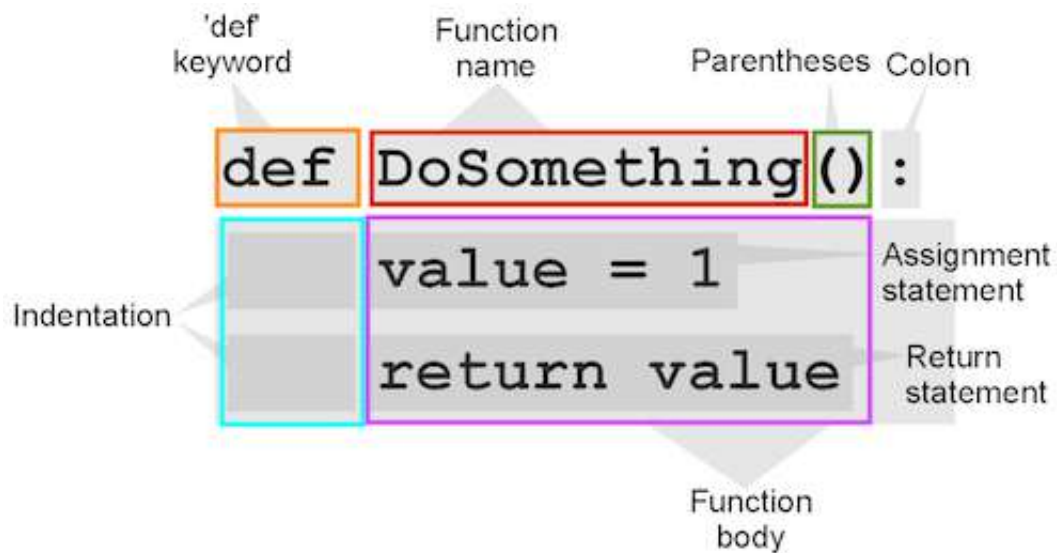 'def'
keyword
Function
name
Parentheses
Colon
def DoSomething():
value = 1
Assignment
statement
Indentation
return value
Return
statement
Function
body